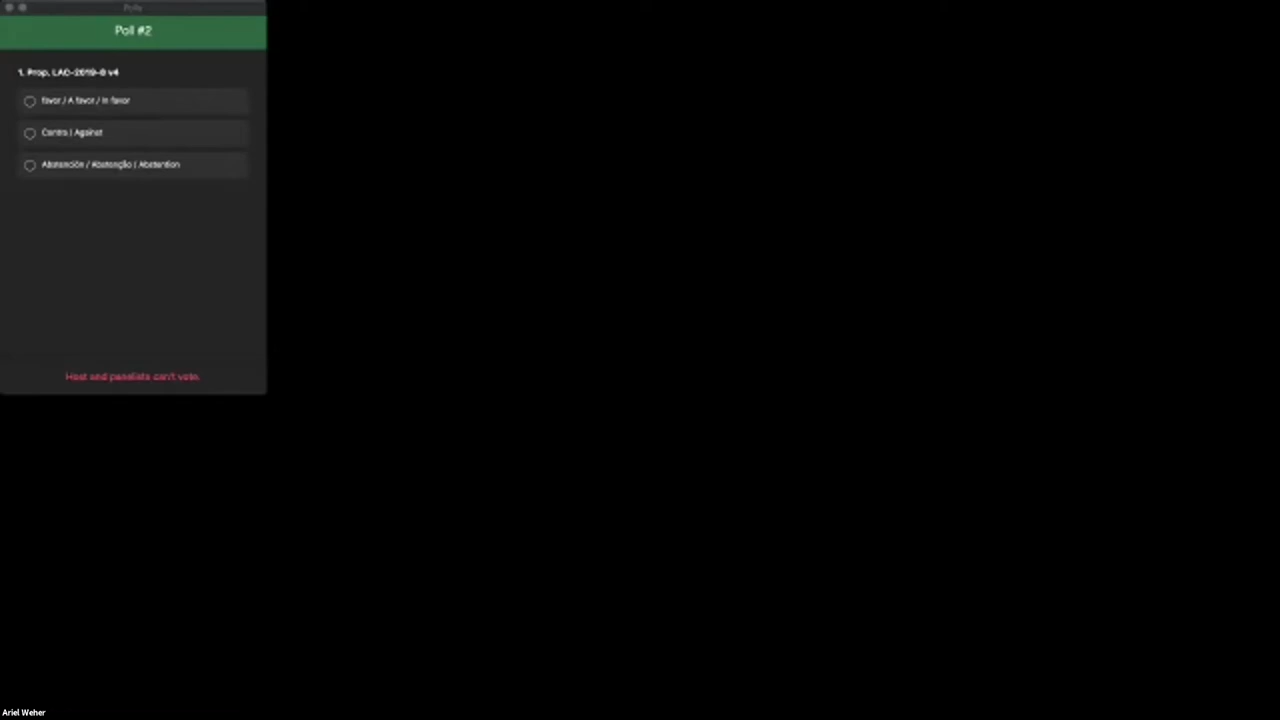 Polls
Poll #2
1. Prop. LAC-2019-8 v4
favor / A favor / In favor
Contra | Against
Abstención / Abstenção | Abstention
Host and panelists can't vote.
Ariel Weher